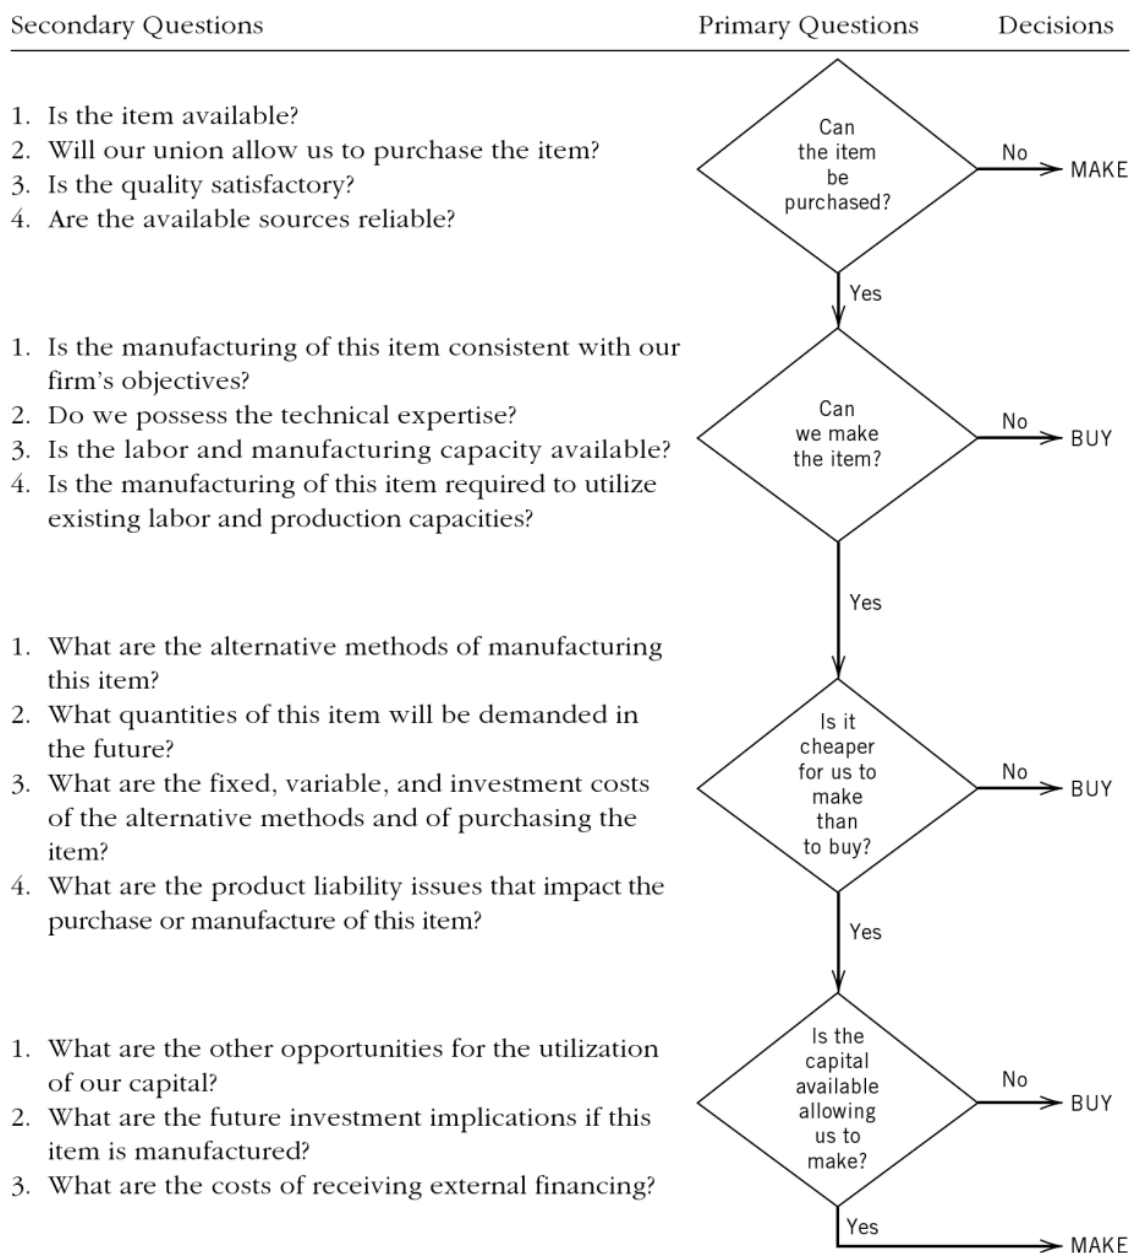 Secondary Questions
Primary Questions
Decisions
1. Is the item available?
2. Will our union allow us to purchase the item?
3. Is the quality satisfactory?
4. Are the available sources reliable?
Can
the item
be
purchased?
No
MAKE
Yes
1. Is the manufacturing of this item consistent with our
firm's objectives?
2. Do we possess the technical expertise?
3. Is the labor and manufacturing capacity available?
4. Is the manufacturing of this item required to utilize
existing labor and production capacities?
Can
we make
the item?
No
BUY
Yes
1. What are the alternative methods of manufacturing
this item?
2. What quantities of this item will be demanded in
the future?
3. What are the fixed, variable, and investment costs
of the alternative methods and of purchasing the
item?
4. What are the product liability issues that impact the
purchase or manufacture of this item?
Is it
cheaper
for us to
make
than
to buy?
No
BUY
Yes
1. What are the other opportunities for the utilization
of our capital?
2. What are the future investment implications if this
item is manufactured?
3. What are the costs of receiving external financing?
Is the
capital
available
allowing
us to
make?
No
BUY
Yes
MAKE